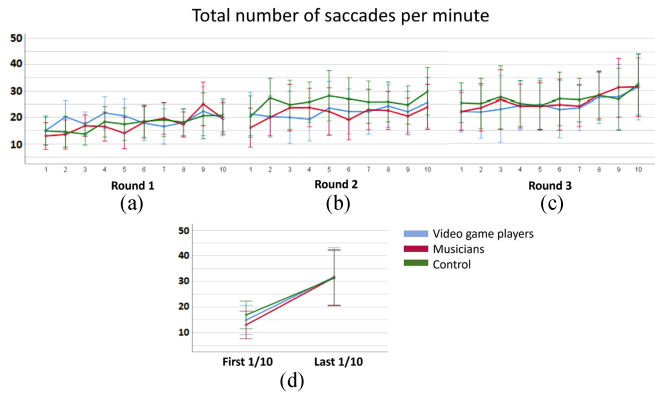 Total number of saccades per minute
50
40
30
20
10
1 2 3 4 5 6 7 8 9 10
1 2 3 4 5 6 7 8 9 10
1 2 3 4 5 6 7 8 9 10
Round 1
Round 2
Round 3
(a)
(b)
(c)
50
40
30
20
10
First 1/10
Last 1/10
Video game players
Musicians
Control
(d)